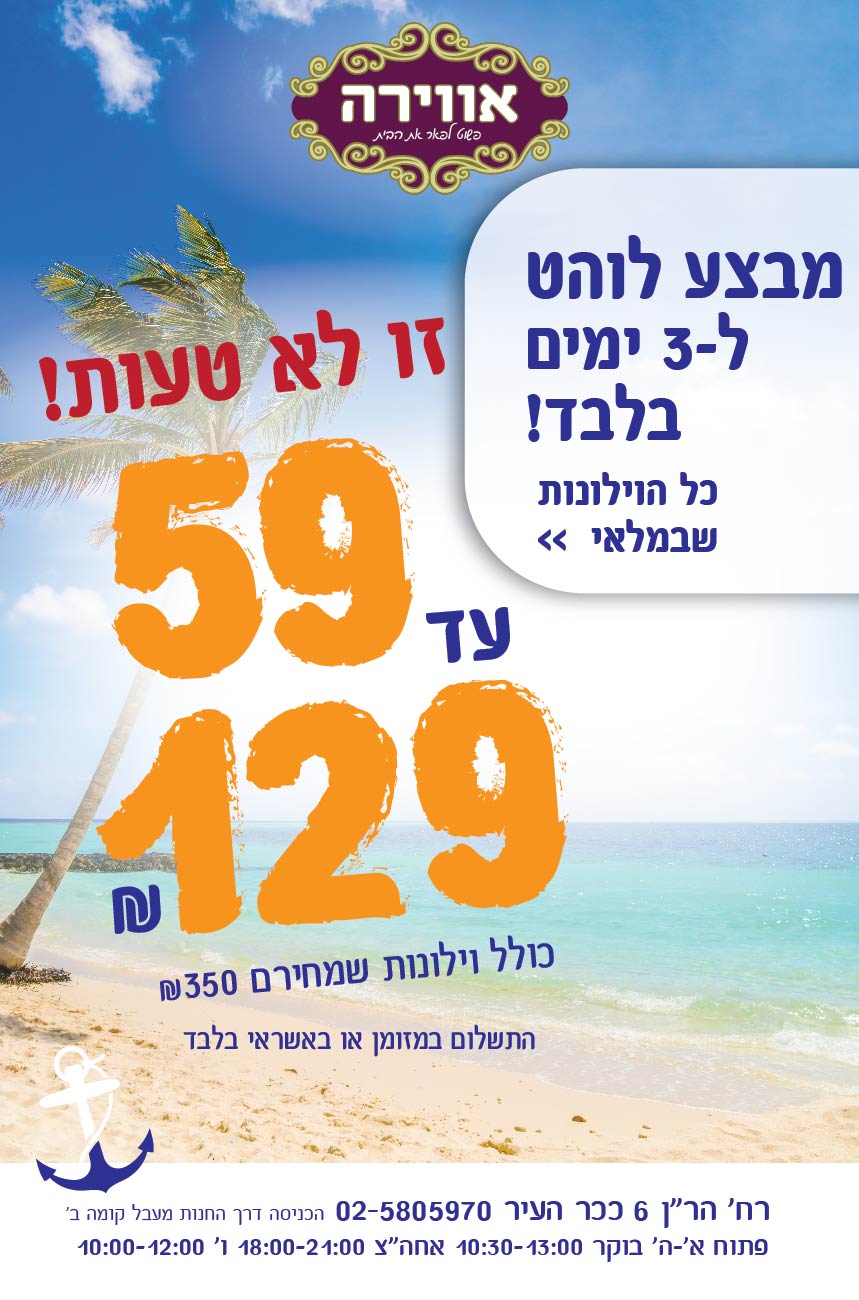 אווירה
פשוט לפאר את הבית
מבצע לוהט
ל-3 ימים
בלבד!
כל הוילונות
שבמלאי >>
זו לא טעות!
59
עד
129
₪
כולל וילונות שמחירם 350₪
התשלום במזומן או באשראי בלבד
רח' הר"ן 6 ככר העיר 02-5805970 הכניסה דרך החנות מעבל קומה ב'
פתוח א'-ה' בוקר 10:30-13:00 אחה"צ 18:00-21:00 ו' 10:00-12:00